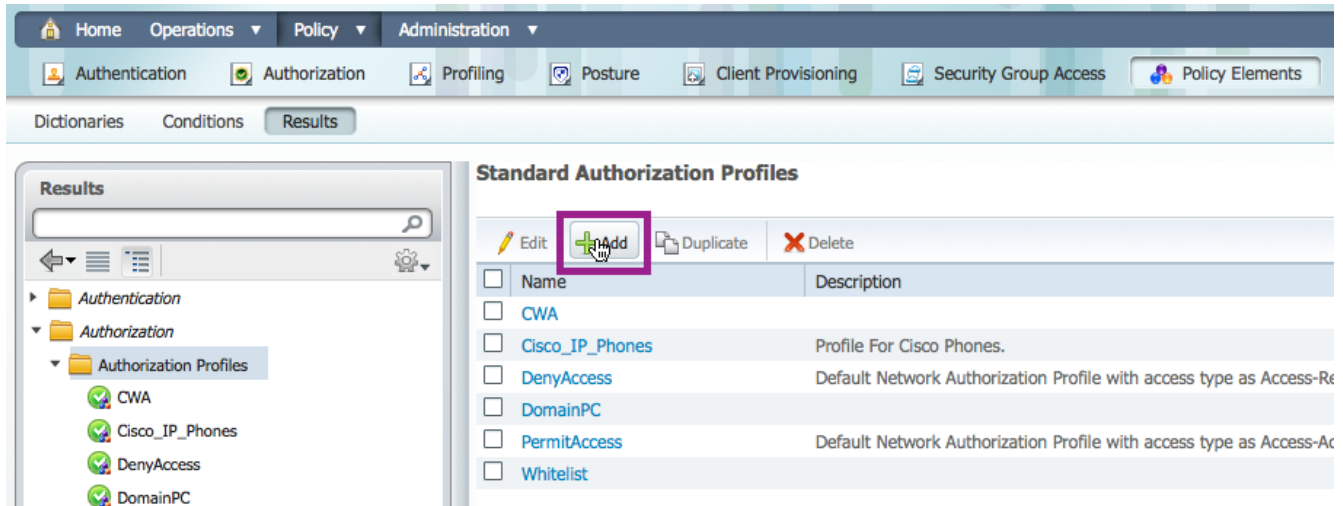 Home Operations Policy Administration
Authentication Authorization Profiling Posture Client Provisioning Security Group Access Policy Elements
Dictionaries Conditions Results
Results
Authentication
Authorization
Authorization Profiles
CWA
Cisco_IP_Phones
DenyAccess
DomainPC
Standard Authorization Profiles
Edit Add Duplicate Delete
Name Description
CWA
Cisco_IP_Phones Profile For Cisco Phones.
DenyAccess Default Network Authorization Profile with access type as Access-Re
DomainPC
PermitAccess Default Network Authorization Profile with access type as Access-Ac
Whitelist